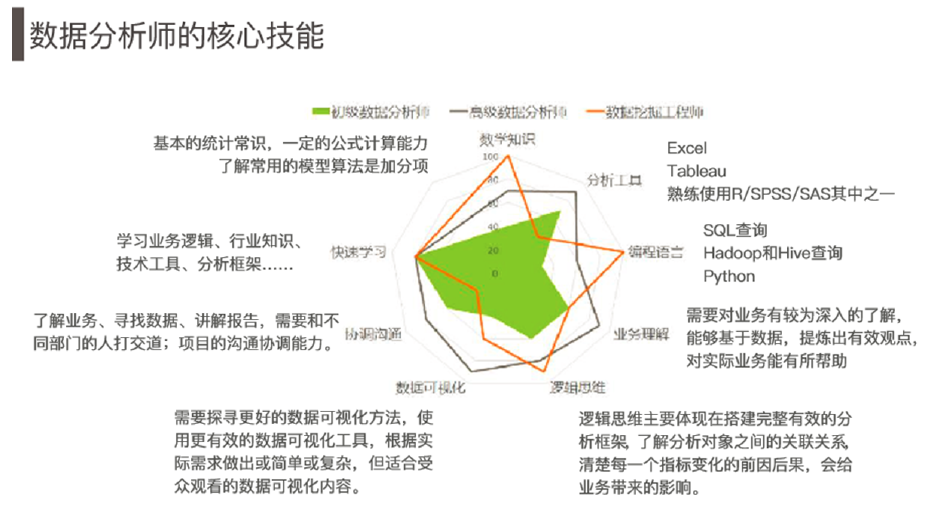 数据分析师的核心技能
初级数据分析师 高级数据分析师 数据挖掘工程师
数学知识
基本的统计常识，一定的公式计算能力
了解常用的模型算法是加分项
100
80
60
40
20
0
分析工具
Excel
Tableau
熟练使用R/SPSS/SAS其中之一
编程语言
SQL查询
Hadoop和Hive查询
Python
快速学习
学习业务逻辑、行业知识、
技术工具、分析框架……
协调沟通
了解业务、寻找数据、讲解报告，需要和不
同部门的人打交道；项目的沟通协调能力。
业务理解
需要对业务有较为深入的了解，
能够基于数据，提炼出有效观点，
对实际业务能有所帮助
数据可视化
需要探寻更好的数据可视化方法，使
用更有效的数据可视化工具，根据实
际需求做出或简单或复杂，但适合受
众观看的数据可视化内容。
逻辑思维
逻辑思维主要体现在搭建完整有效的分
析框架，了解分析对象之间的关联关系，
清楚每一个指标变化的前因后果，会给
业务带来的影响。